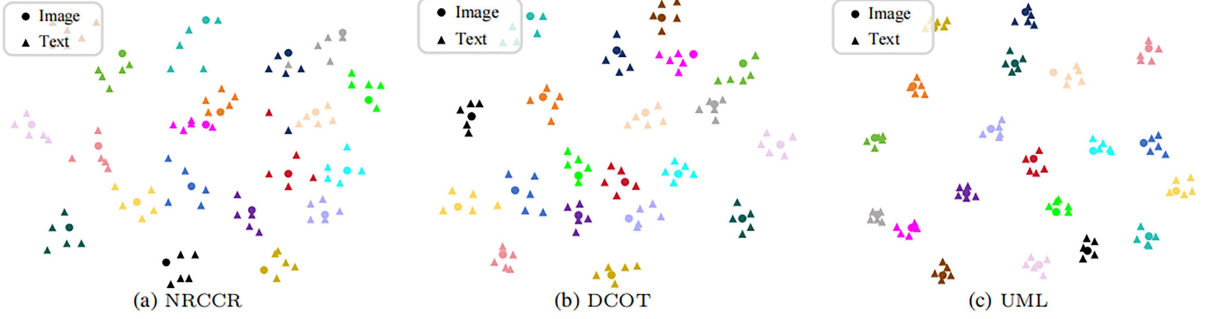 Image
Text
Image
Text
Image
Text
(a) NRCCR
(b) DCOT
(c) UML